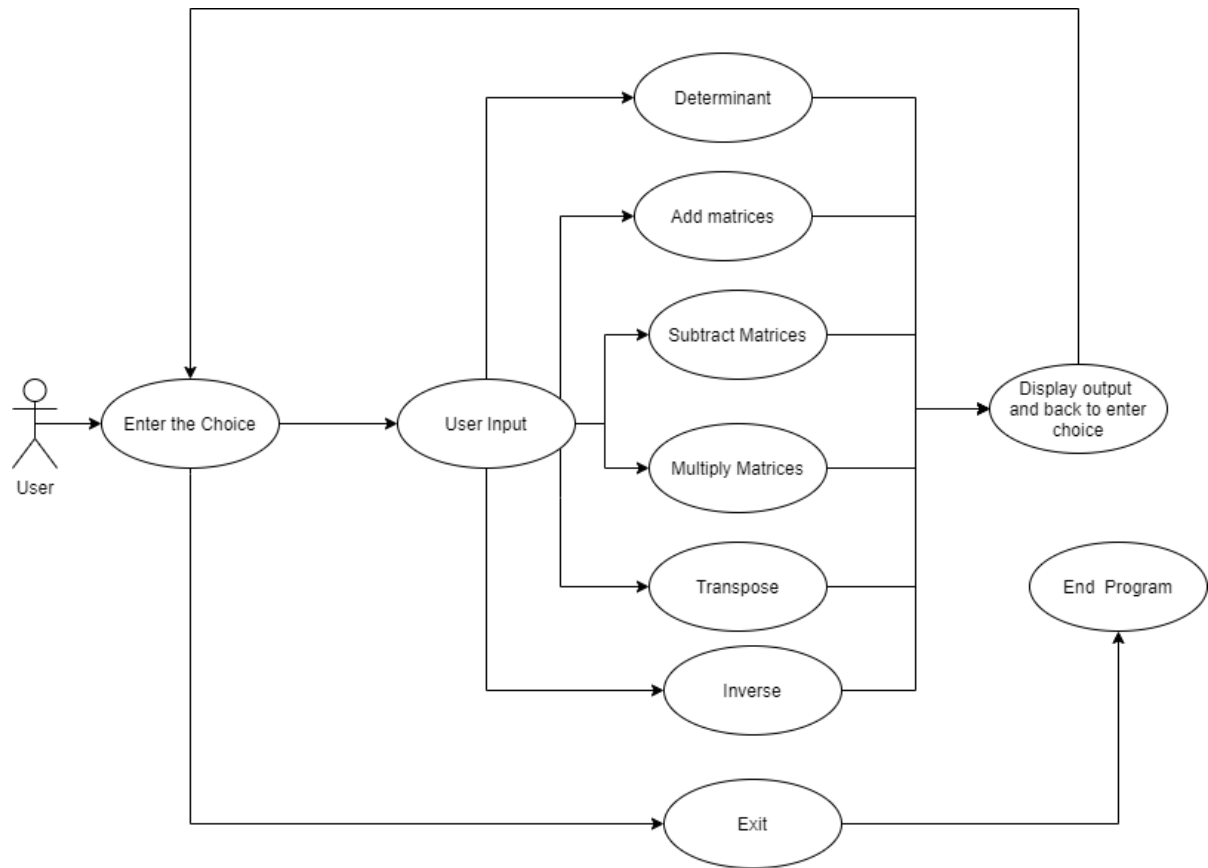 Determinant
Add matrices
Subtract Matrices
Display output
and back to enter
choice
Enter the Choice
User Input
Multiply Matrices
User
Transpose
End Program
Inverse
Exit